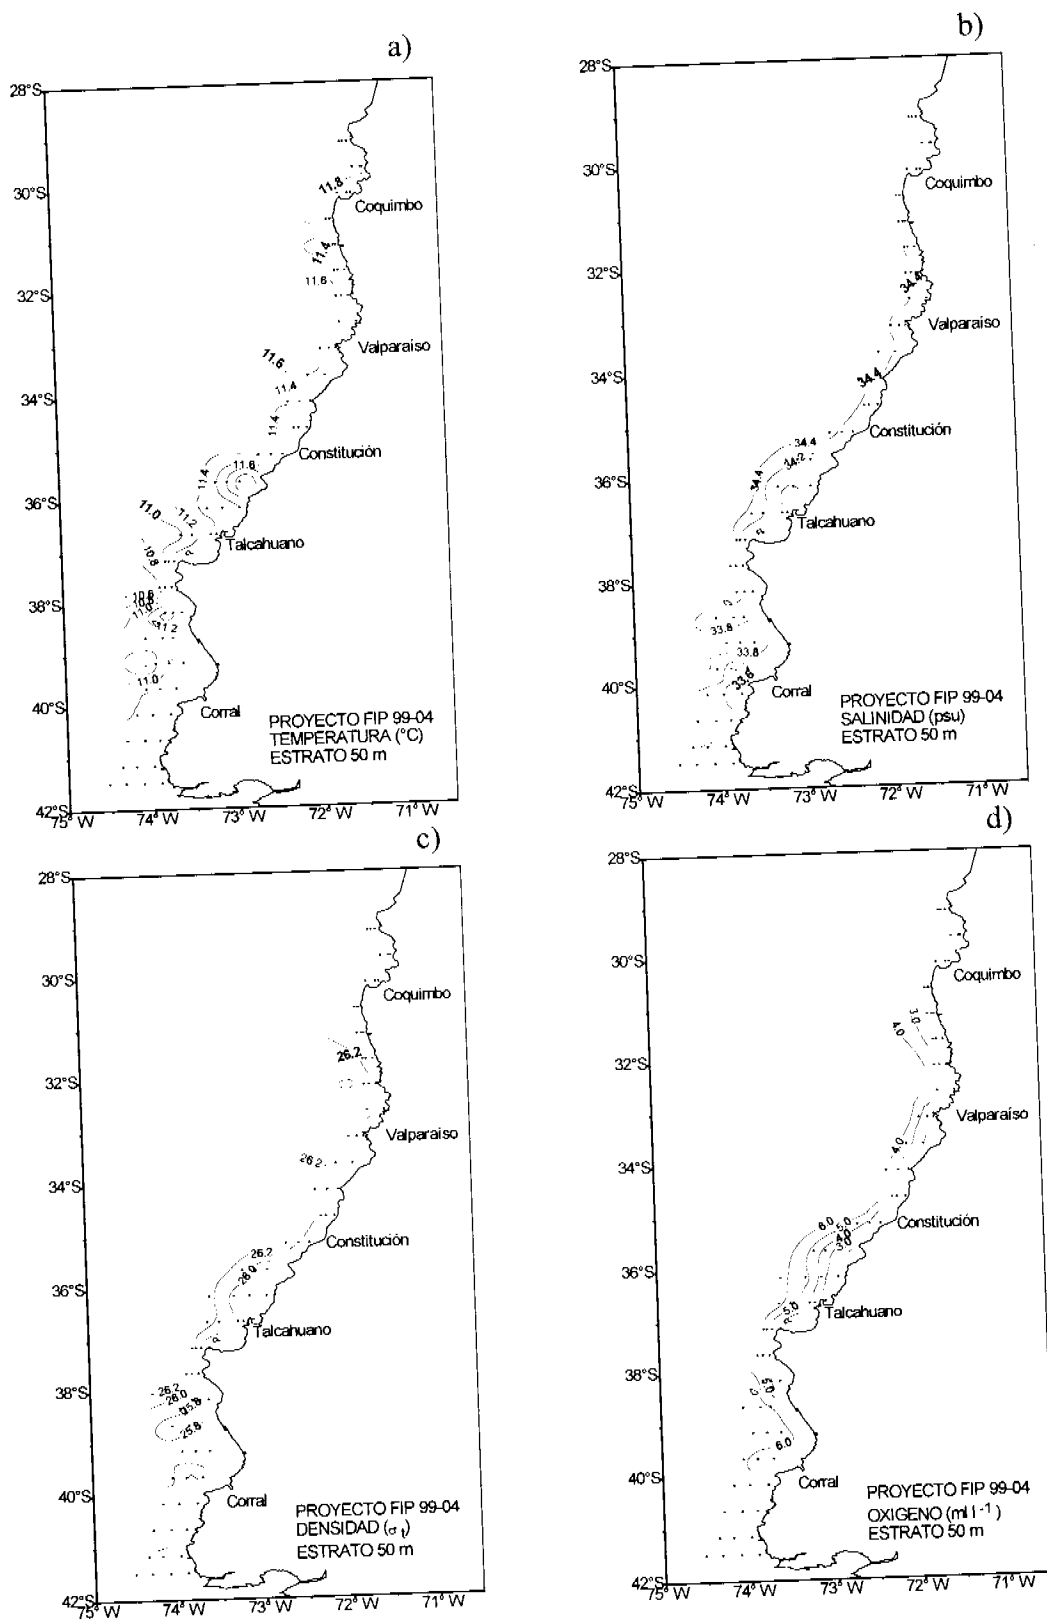 a)
28°S
30°S
32°S
34°S
36°S
38°S
40°S
42°S
75° W
74° W
73° W
72° W
71° W
11.8
Coquimbo
11.4
11.6
Valparaiso
11.6
11.4
11.4
Constitución
11.4
11.6
11.0
11.2
Talcahuano
10.8
11.0
11.2
11.0
Corral
PROYECTO FIP 99-04
TEMPERATURA (°C)
ESTRATO 50 m
b)
28°S
30°S
32°S
34°S
36°S
38°S
40°S
42°S
75° W
74° W
73° W
72° W
71° W
Coquimbo
34.4
Valparaiso
34.4
Constitución
34.4
34.2
34.4
Talcahuano
33.8
33.8
33.8
Corral
PROYECTO FIP 99-04
SALINIDAD (psu)
ESTRATO 50 m
c)
28°S
30°S
32°S
34°S
36°S
38°S
40°S
42°S
75° W
74° W
73° W
72° W
71° W
Coquimbo
26.2
Valparaiso
26.2
Constitución
26.2
26.0
Talcahuano
26.2
26.0
25.8
25.8
Corral
PROYECTO FIP 99-04
DENSIDAD (σ t)
ESTRATO 50 m
d)
28°S
30°S
32°S
34°S
36°S
38°S
40°S
42°S
75° W
74° W
73° W
72° W
71° W
Coquimbo
3.0
4.0
Valparaíso
4.0
Constitución
6.0
5.0
4.0
3.0
Talcahuano
5.0
6.0
Corral
PROYECTO FIP 99-04
OXIGENO (ml l⁻¹)
ESTRATO 50 m